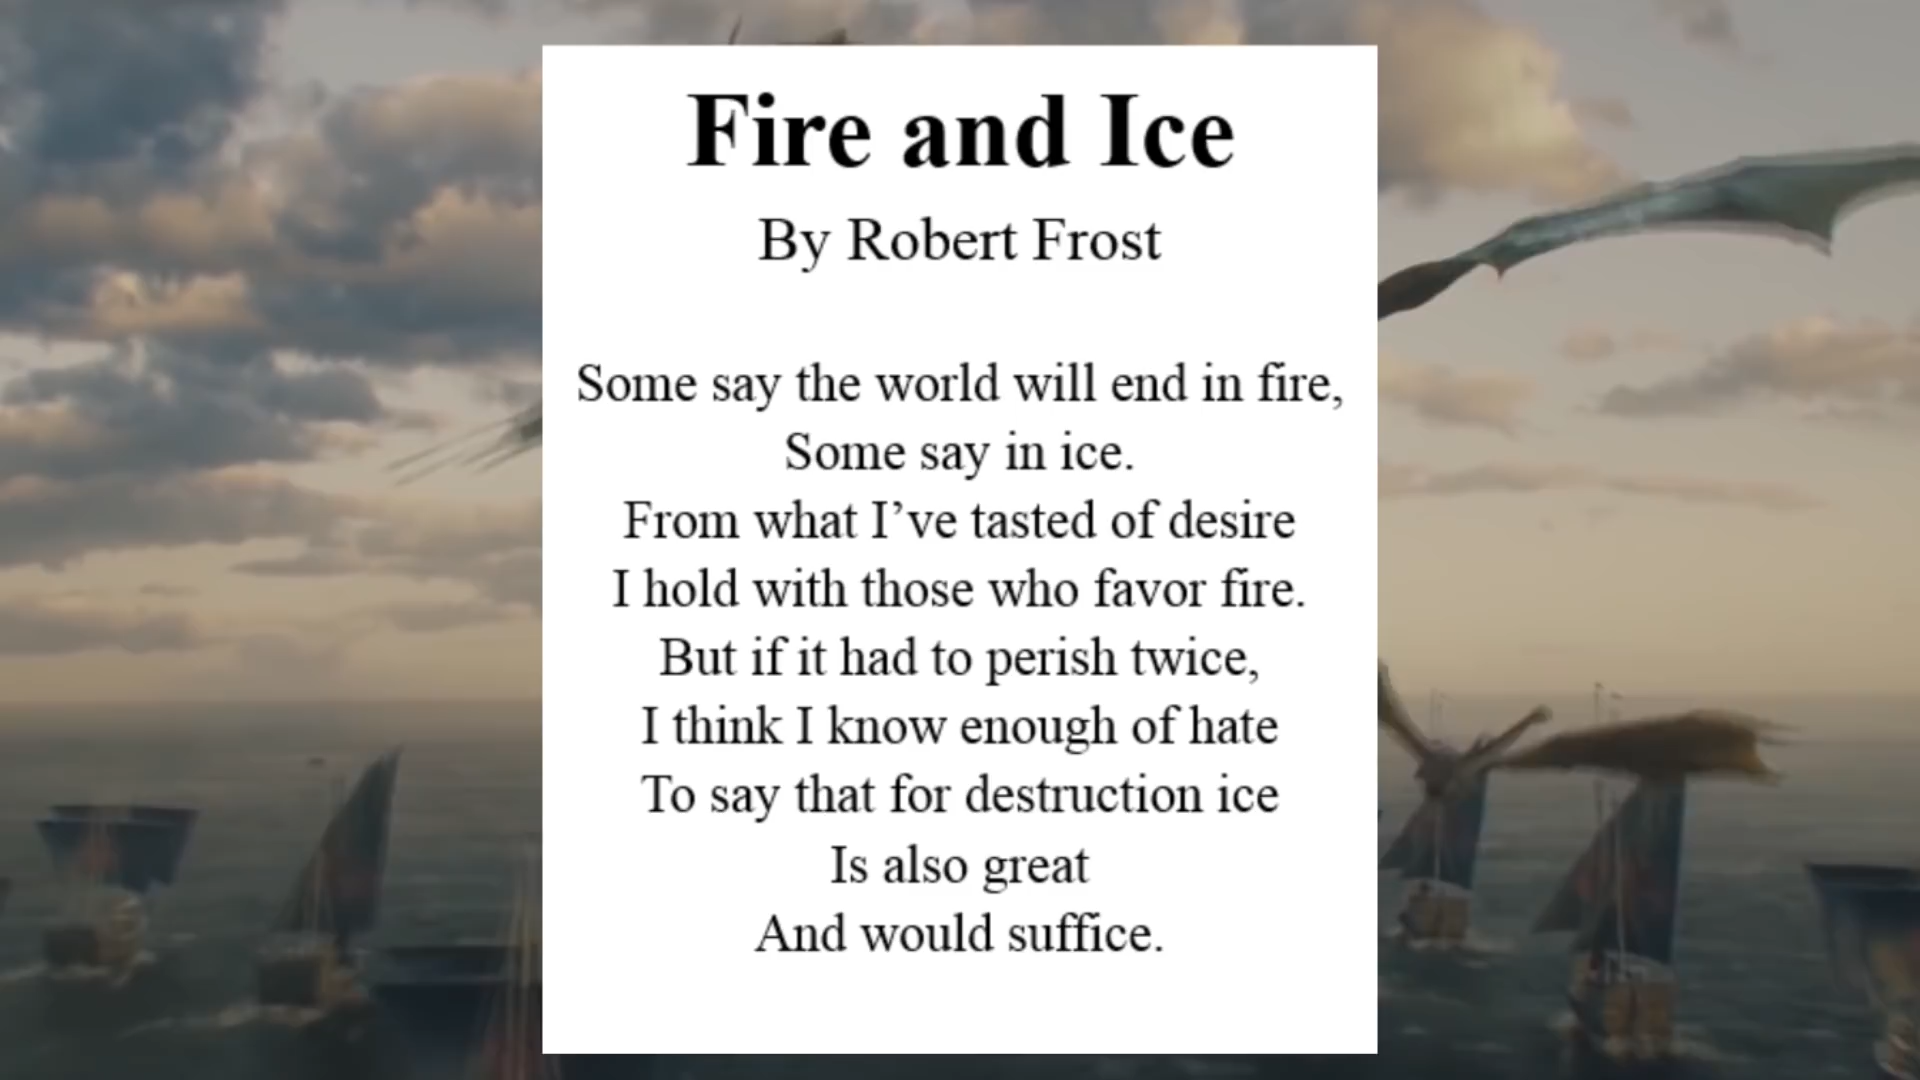 Fire and Ice
By Robert Frost
Some say the world will end in fire,
Some say in ice.
From what I’ve tasted of desire
I hold with those who favor fire.
But if it had to perish twice,
I think I know enough of hate
To say that for destruction ice
Is also great
And would suffice.